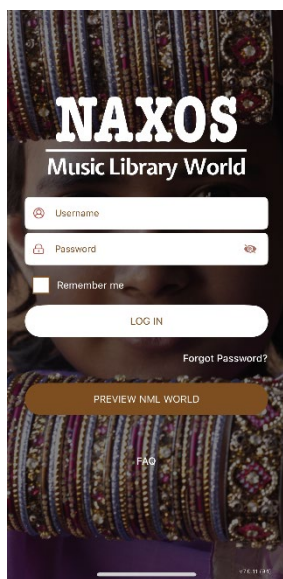 NAXOS
Music Library World
Username
Password
Remember me
LOG IN
Forgot Password?
PREVIEW NML WORLD
FAQ